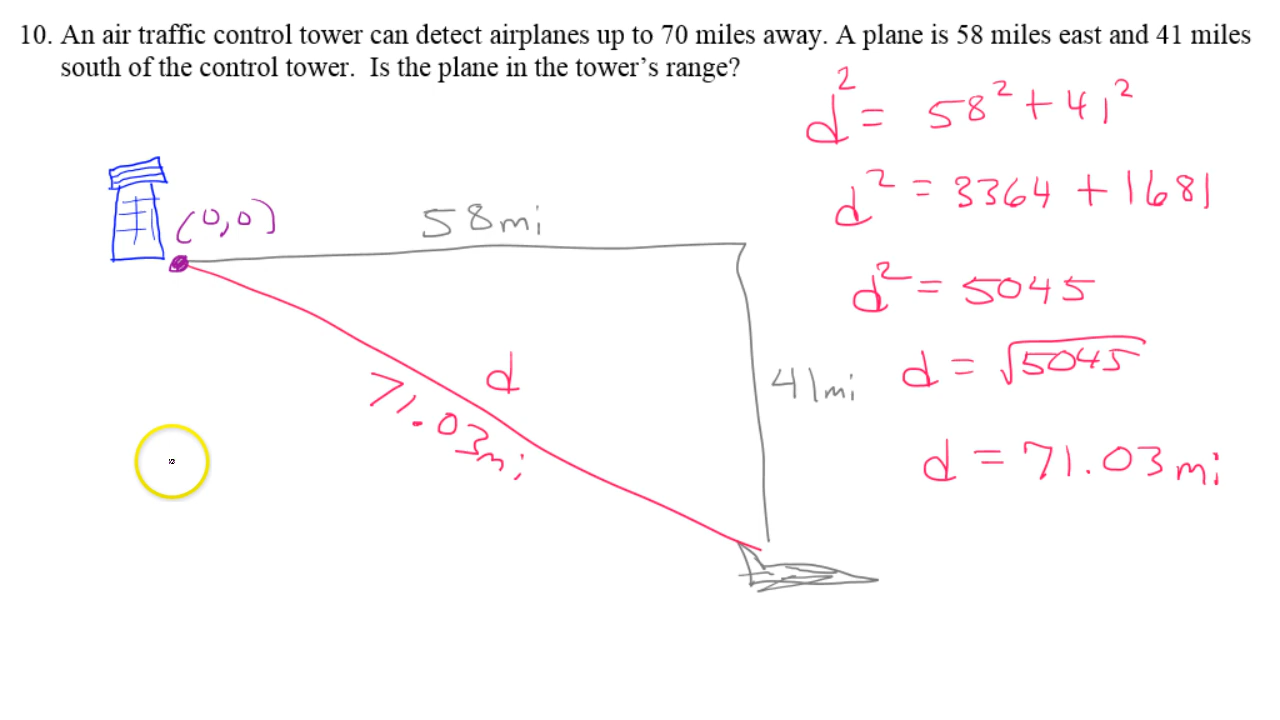 10. An air traffic control tower can detect airplanes up to 70 miles away. A plane is 58 miles east and 41 miles
south of the control tower. Is the plane in the tower's range?
d² = 58² + 41²
d² = 3364 + 1681
(0,0)
58mi
d² = 5045
d = √5045
d
41mi
71.03mi
d = 71.03 mi